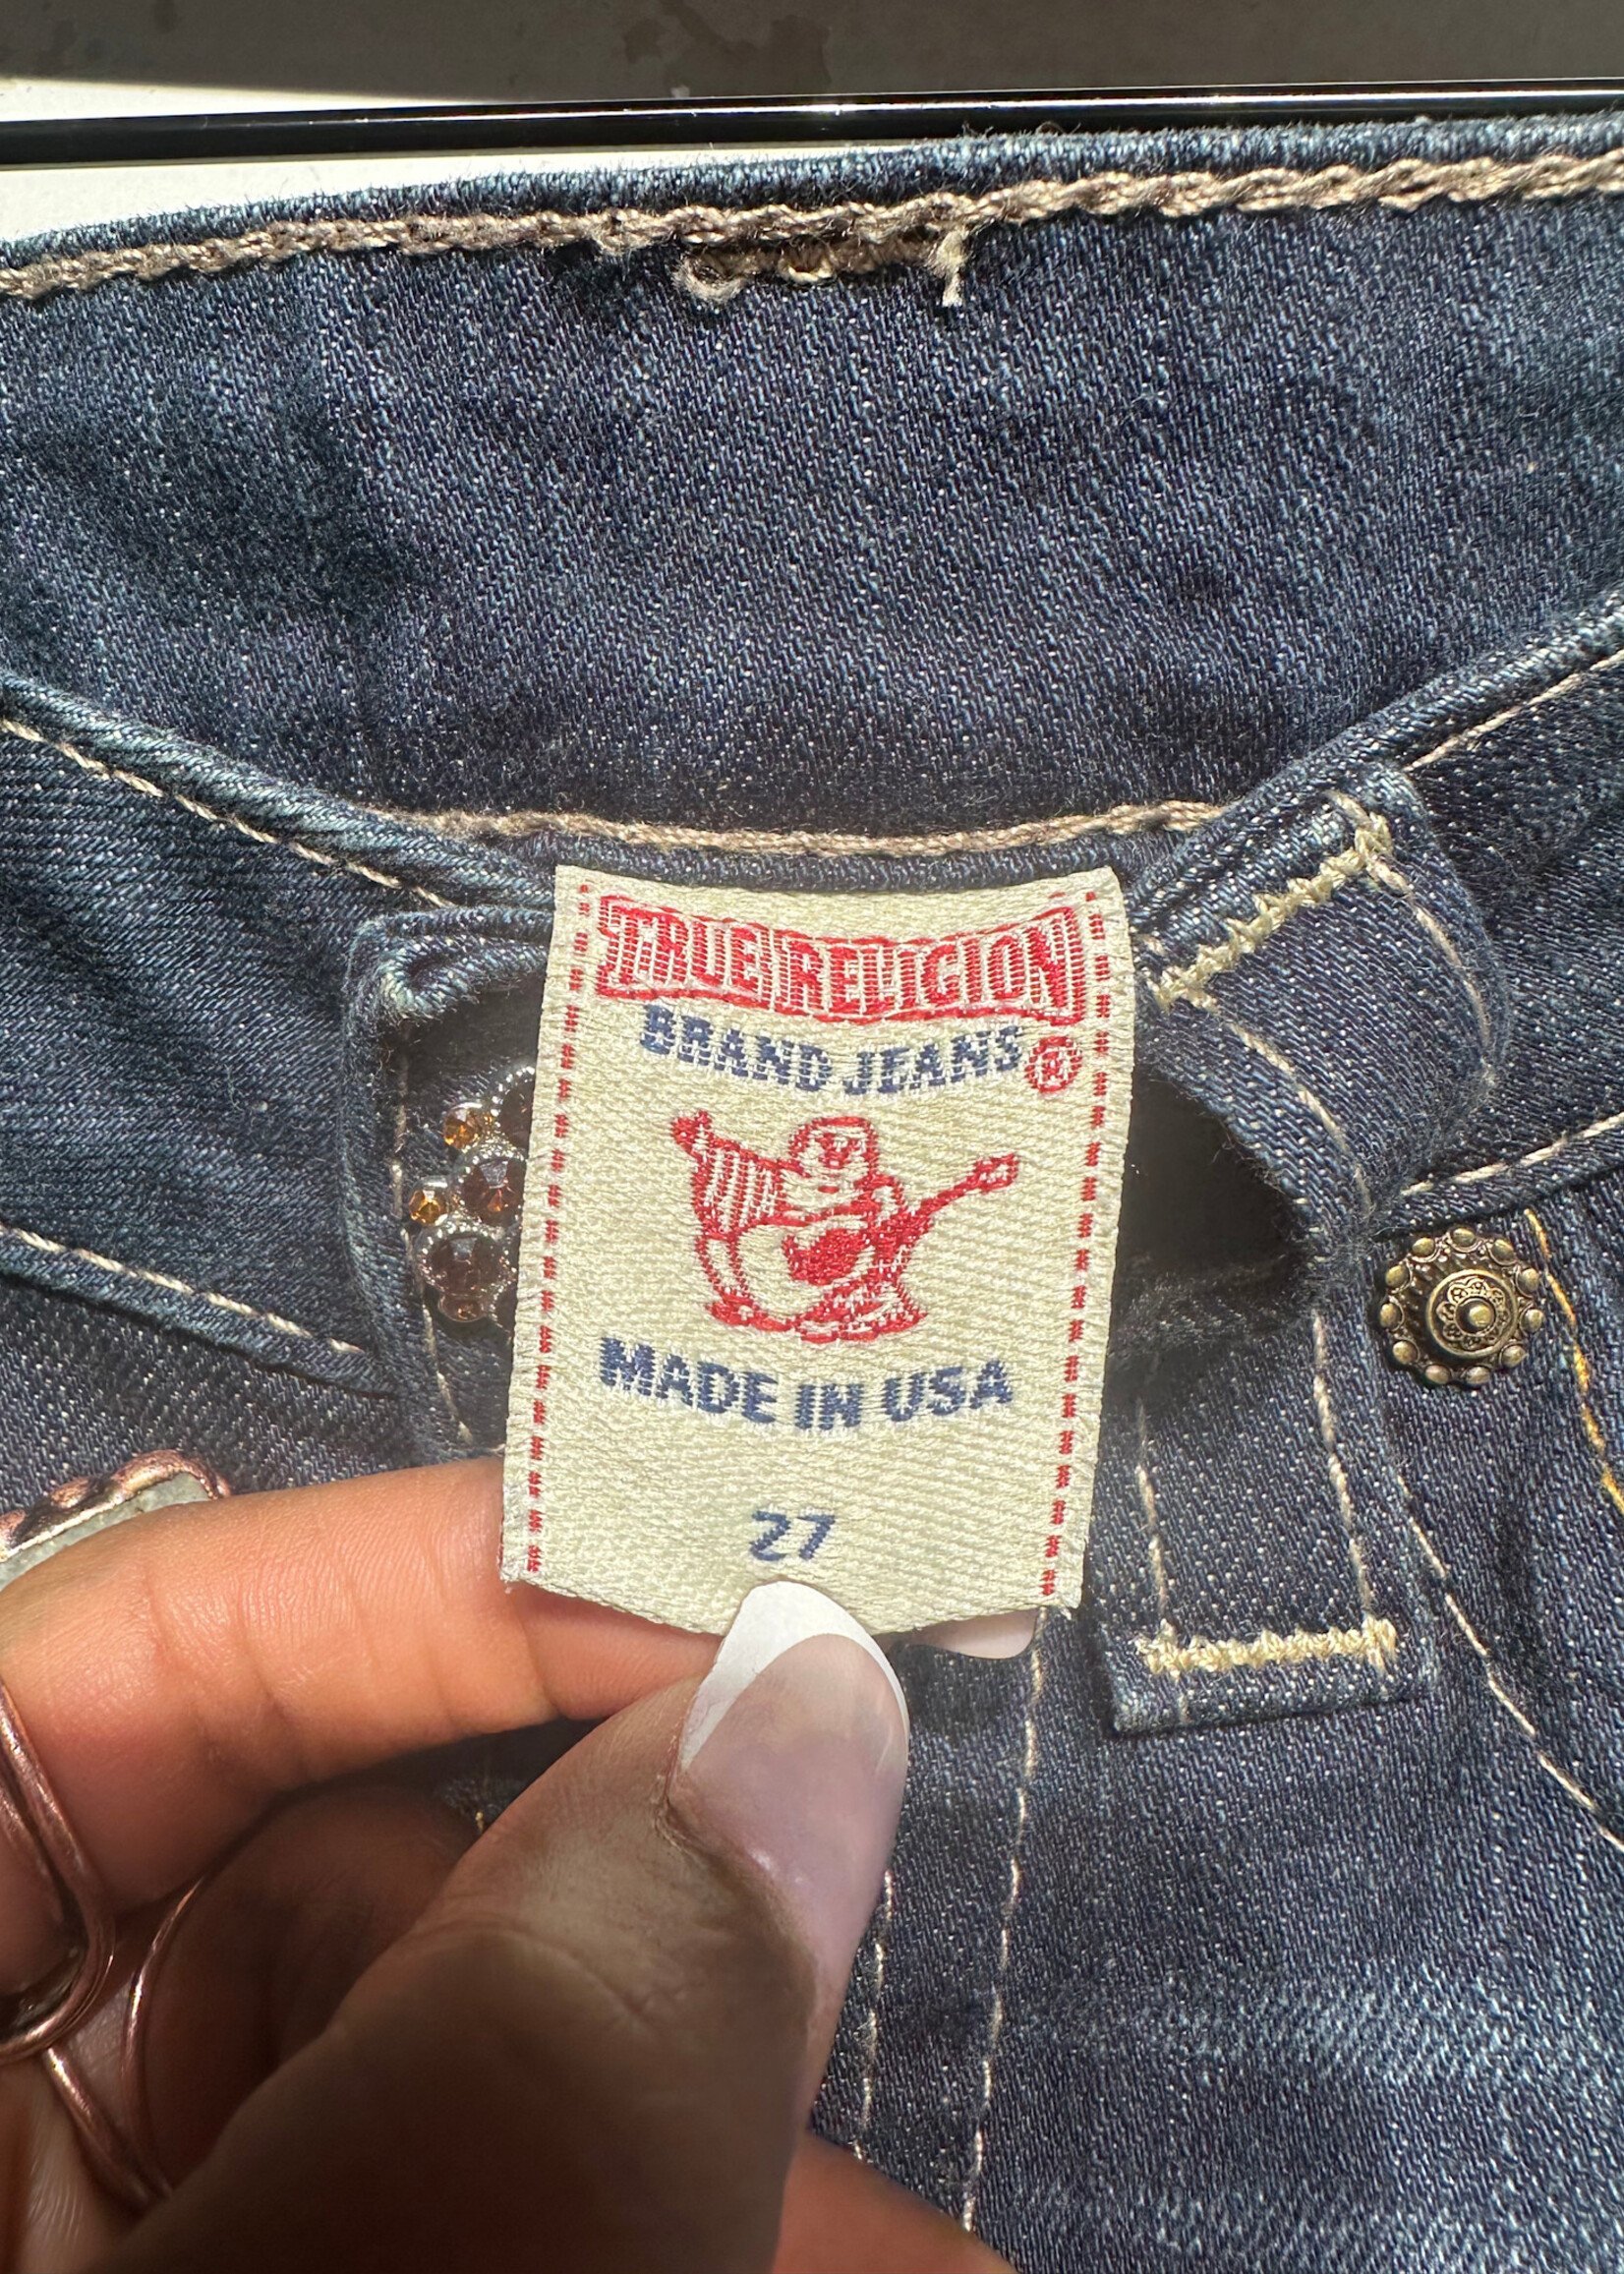 TRUE RELIGION
BRAND JEANS®
MADE IN USA
27